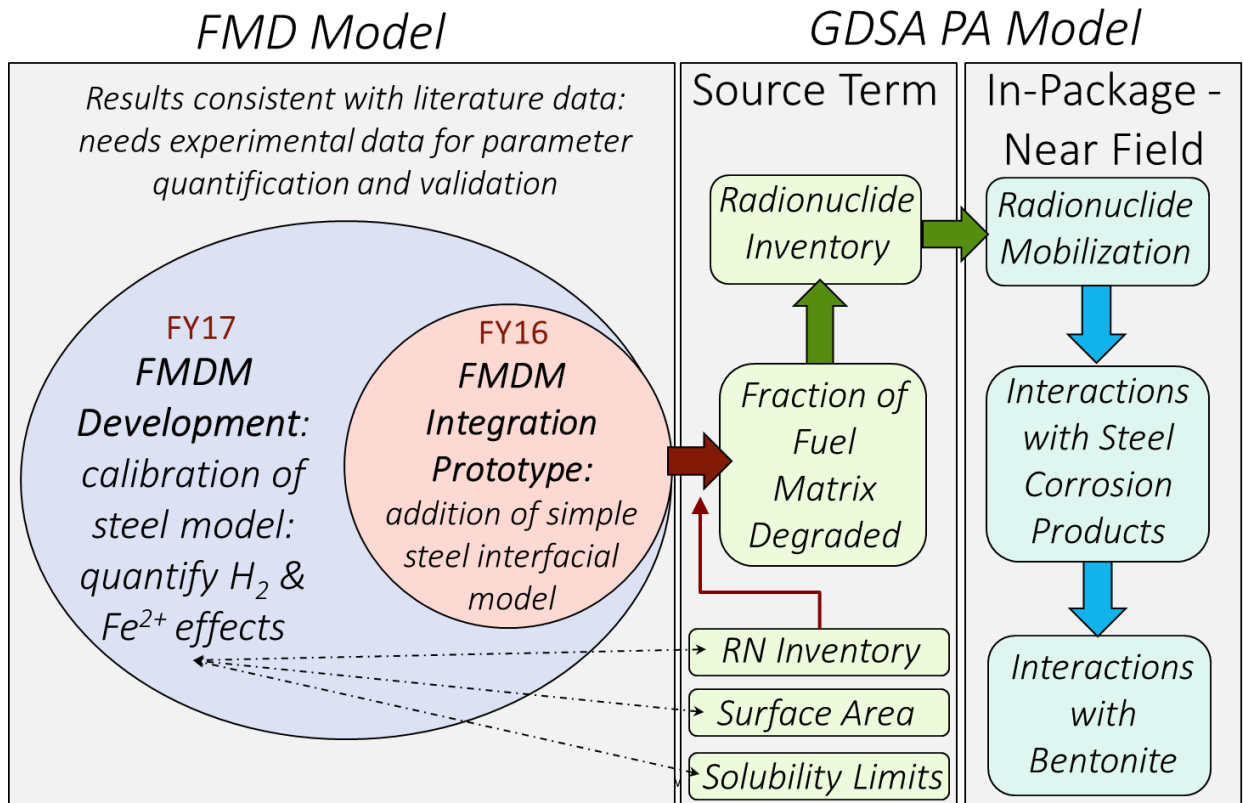 FMD Model
GDSA PA Model
Results consistent with literature data:
needs experimental data for parameter
quantification and validation
FY17
FMDM
Development:
calibration of
steel model:
quantify H₂ &
Fe²⁺ effects
FY16
FMDM
Integration
Prototype:
addition of simple
steel interfacial
model
Source Term
Radionuclide
Inventory
Fraction of
Fuel
Matrix
Degraded
RN Inventory
Surface Area
Solubility Limits
In-Package -
Near Field
Radionuclide
Mobilization
Interactions
with Steel
Corrosion
Products
Interactions
with
Bentonite